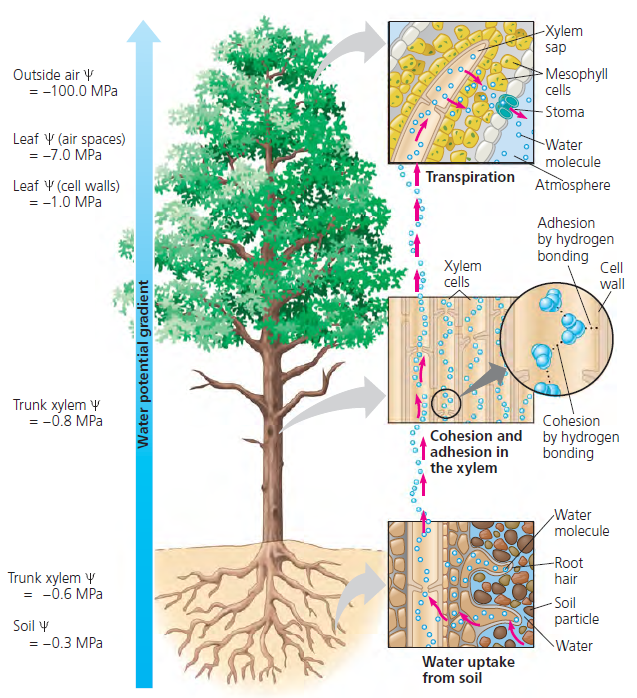 Outside air Ψ
= –100.0 MPa
Leaf Ψ (air spaces)
= –7.0 MPa
Leaf Ψ (cell walls)
= –1.0 MPa
Trunk xylem Ψ
= –0.8 MPa
Trunk xylem Ψ
= –0.6 MPa
Soil Ψ
= –0.3 MPa
Water potential gradient
Xylem
sap
Mesophyll
cells
Stoma
Water
molecule
Atmosphere
Transpiration
Adhesion
by hydrogen
bonding
Cell
wall
Xylem
cells
Cohesion and
adhesion in
the xylem
Cohesion
by hydrogen
bonding
Water
molecule
Root
hair
Soil
particle
Water
Water uptake
from soil